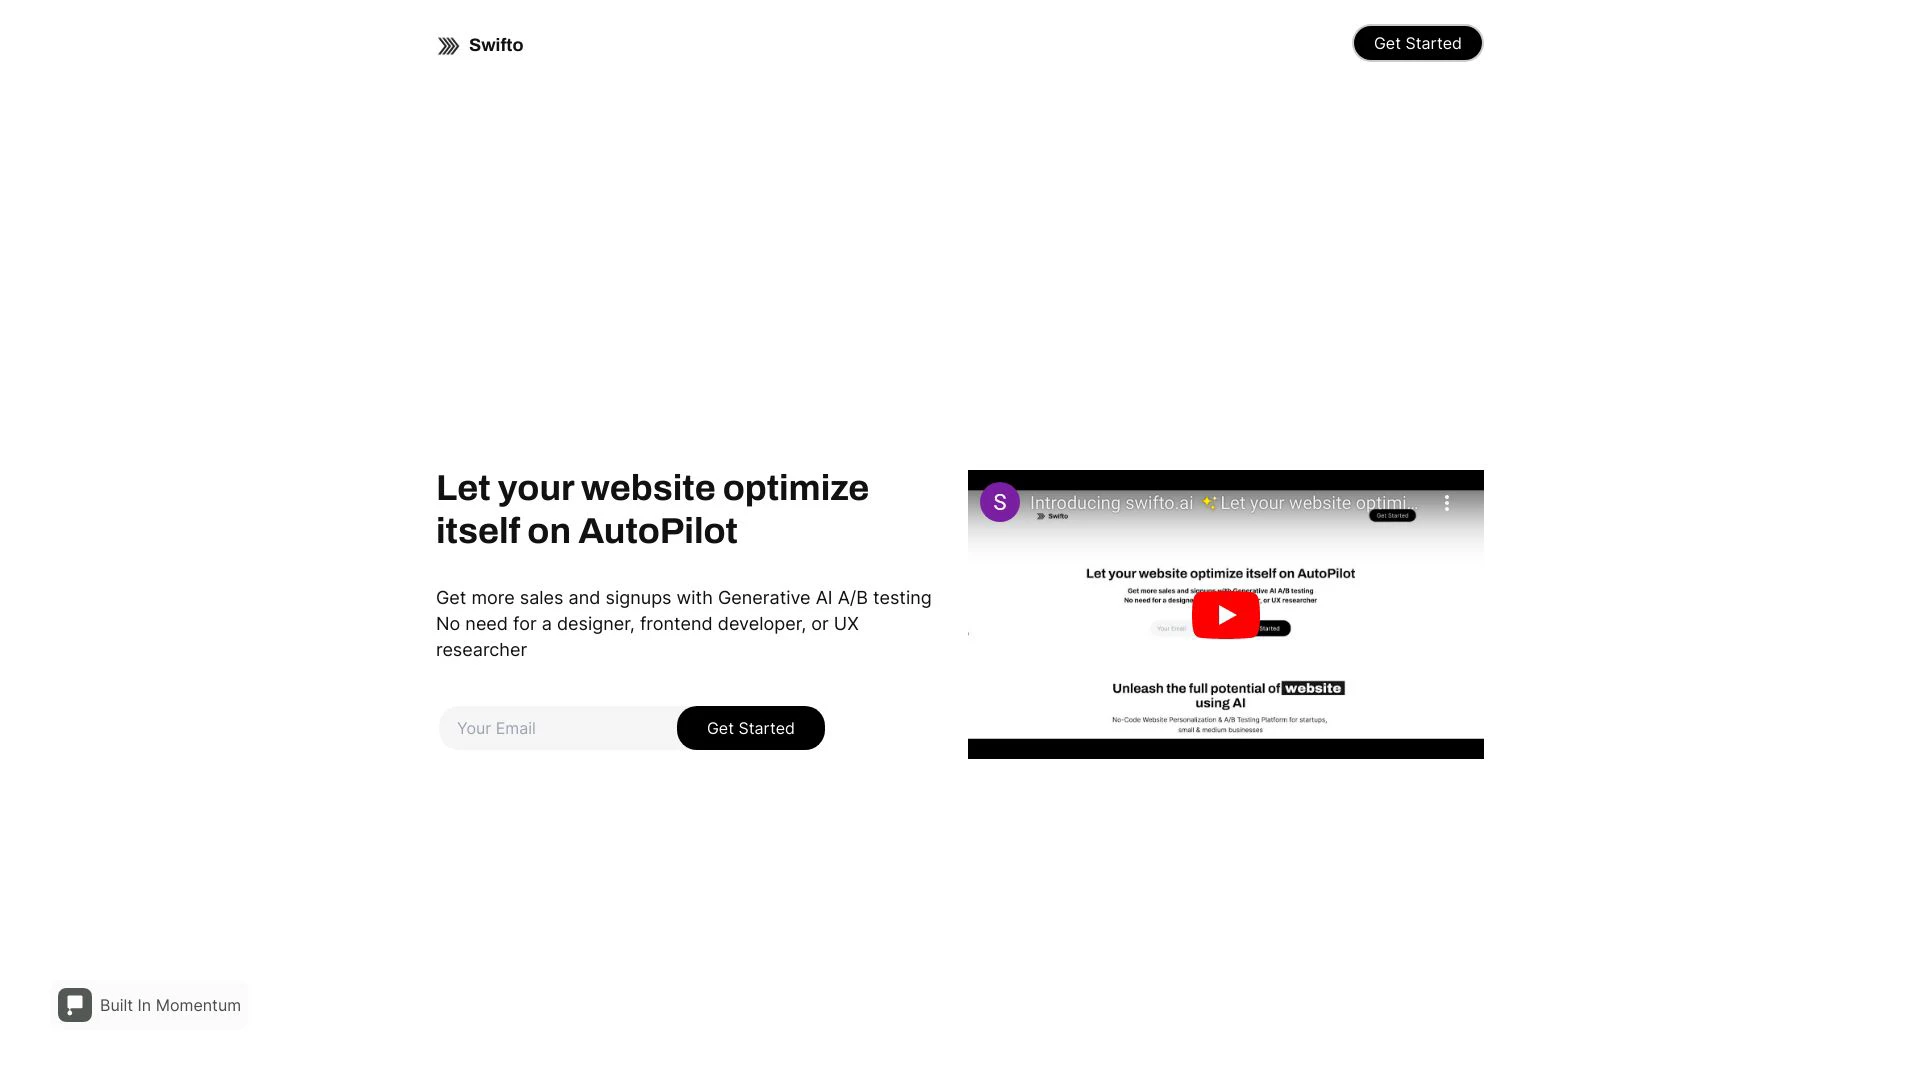 Swifto
Get Started
Let your website optimize
itself on AutoPilot
Get more sales and signups with Generative AI A/B testing
No need for a designer, frontend developer, or UX
researcher
Your Email
Get Started
S
Introducing swifto.ai ✨Let your website optimi...
Swifto
Get Started
Let your website optimize itself on AutoPilot
Get more sales and signups with Generative AI A/B testing
No need for a designer, or UX researcher
Your Email
Started
Unleash the full potential of website
using AI
No-Code Website Personalization & A/B Testing Platform for startups,
small & medium businesses
Built In Momentum